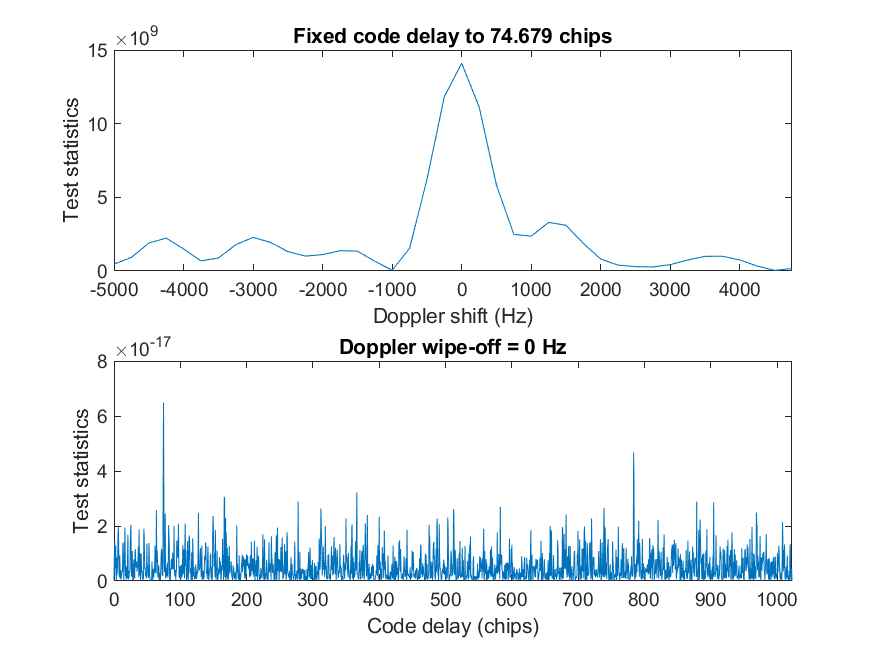 ×10^9
Fixed code delay to 74.679 chips
15
10
5
0
Test statistics
-5000 -4000 -3000 -2000 -1000 0 1000 2000 3000 4000
Doppler shift (Hz)
×10^-17
Doppler wipe-off = 0 Hz
8
6
4
2
0
Test statistics
0 100 200 300 400 500 600 700 800 900 1000
Code delay (chips)